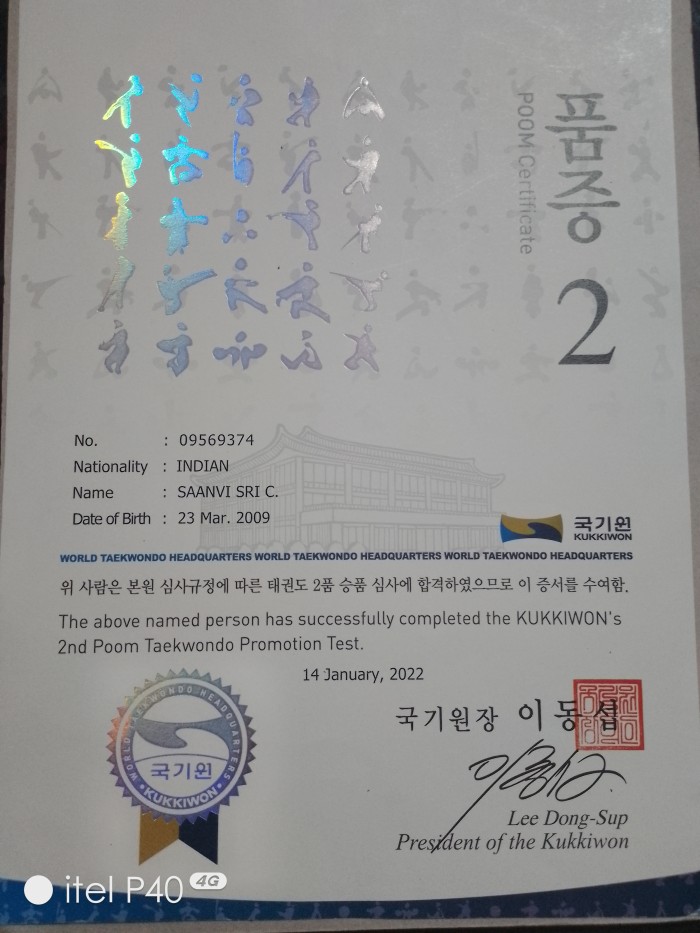 품증
POOM Certificate
2
No. : 09569374
Nationality : INDIAN
Name : SAANVI SRI C.
Date of Birth : 23 Mar. 2009
국기원
KUKKIWON
WORLD TAEKWONDO HEADQUARTERS WORLD TAEKWONDO HEADQUARTERS WORLD TAEKWONDO HEADQUARTERS
위 사람은 본원 심사규정에 따른 태권도 2품 승품 심사에 합격하였으므로 이 증서를 수여함.
The above named person has successfully completed the KUKKIWON's
2nd Poom Taekwondo Promotion Test.
14 January, 2022
WORLD TAEKWONDO HEADQUARTERS
국기원
KUKKIWON
국기원장 이동섭
Lee Dong-Sup
President of the Kukkiwon
itel P40 4G